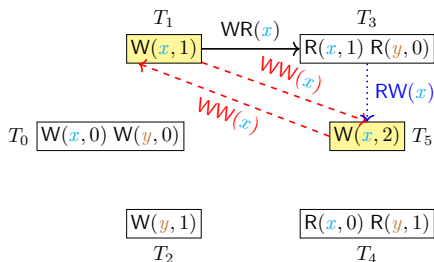 T₁ WR(x) T₃
W(x, 1) R(x, 1) R(y, 0)
WW(x)
RW(x)
WW(x)
T₀ W(x, 0) W(y, 0) W(x, 2) T₅
W(y, 1) R(x, 0) R(y, 1)
T₂ T₄